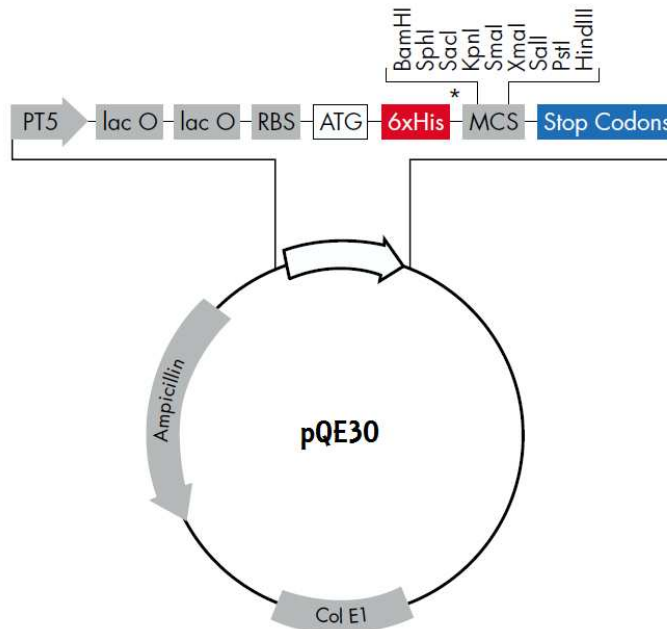 BamHI
SphI
SacI
KpnI
SmaI
XmaI
SalI
PstI
HindIII
*
PT5 lac O lac O RBS ATG 6xHis MCS Stop Codons
Ampicillin
pQE30
Col E1